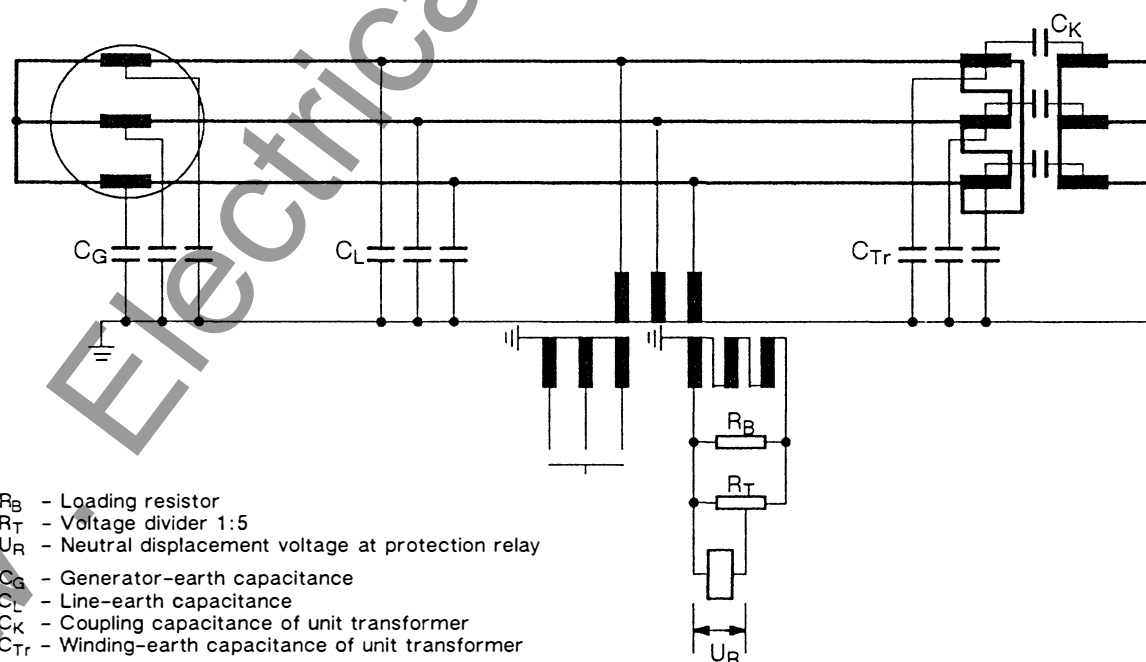 Electrica
C_K
C_G
C_L
C_Tr
R_B
R_T
U_R
R_B - Loading resistor
R_T - Voltage divider 1:5
U_R - Neutral displacement voltage at protection relay
C_G - Generator-earth capacitance
C_L - Line-earth capacitance
C_K - Coupling capacitance of unit transformer
C_Tr - Winding-earth capacitance of unit transformer